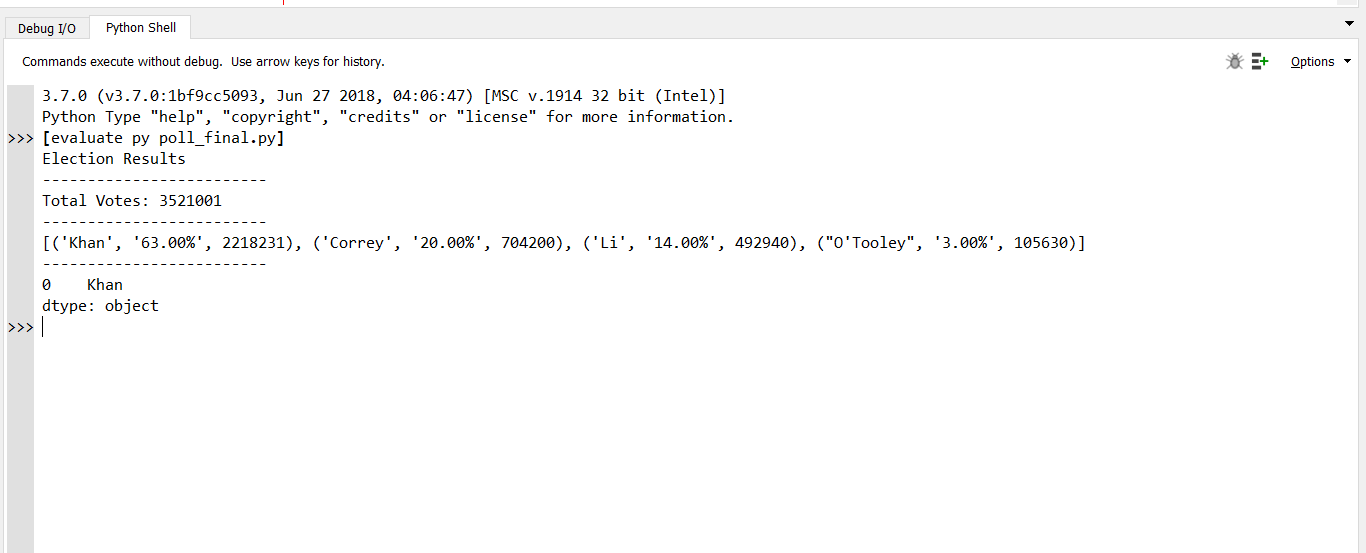 Debug I/O Python Shell
Commands execute without debug. Use arrow keys for history. Options
3.7.0 (v3.7.0:1bf9cc5093, Jun 27 2018, 04:06:47) [MSC v.1914 32 bit (Intel)]
Python Type "help", "copyright", "credits" or "license" for more information.
>>> [evaluate py poll_final.py]
Election Results
-------------------------
Total Votes: 3521001
-------------------------
[('Khan', '63.00%', 2218231), ('Correy', '20.00%', 704200), ('Li', '14.00%', 492940), ("O'Tooley", '3.00%', 105630)]
-------------------------
0    Khan
dtype: object
>>>